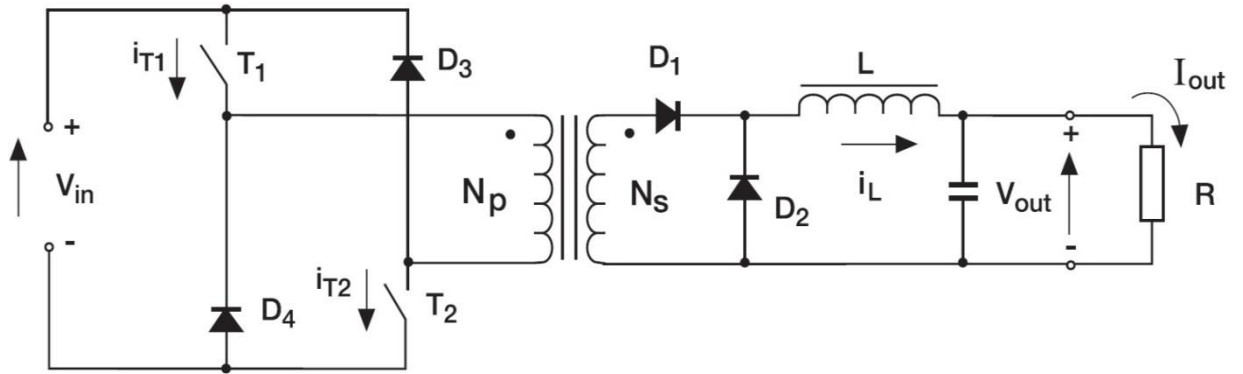 i_T1
T_1
D_3
D_1
L
I_out
+
V_in
-
N_p
N_s
i_L
D_2
+
V_out
-
R
i_T2
D_4
T_2